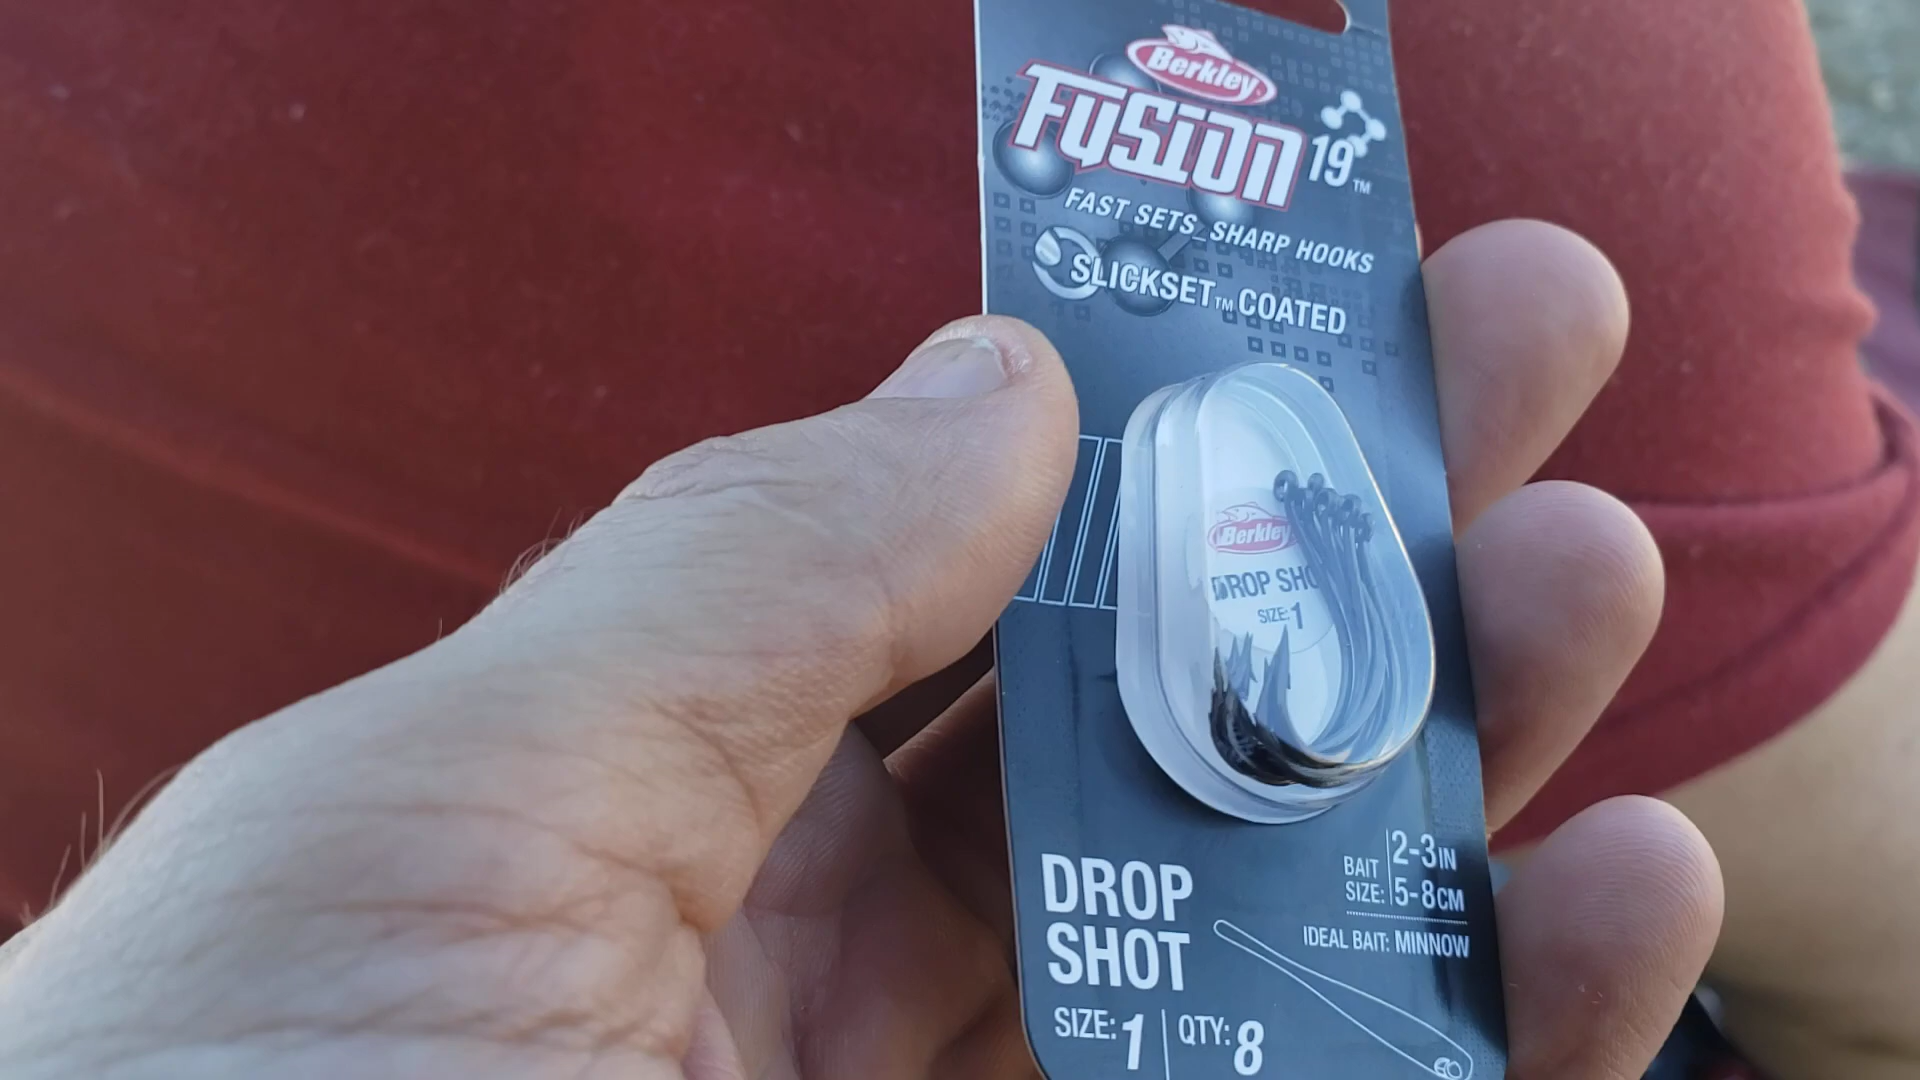 Berkley
FUSION 19™
FAST SETS_SHARP HOOKS
SLICKSET™ COATED
Berkley
DROP SHO
SIZE: 1
DROP
SHOT
SIZE: 1 | QTY: 8
BAIT SIZE: 2-3IN
5-8CM
IDEAL BAIT: MINNOW